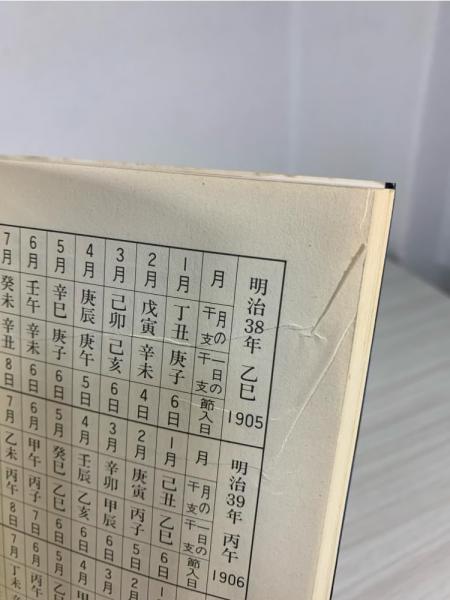 明治38年 乙巳 1905
月 月の干支 一日の干支 節入日
1月 丁丑 庚子 6日
2月 戊寅 辛未 4日
3月 己卯 己亥 6日
4月 庚辰 庚午 5日
5月 辛巳 庚子 6日
6月 壬午 辛未 6日
7月 癸未 辛丑 8日
明治39年 丙午 1906
月 月の干支 一日の干支 節入日
1月 己丑 乙巳 6日
2月 庚寅 丙子 5日
3月 辛卯 甲辰 6日
4月 壬辰 乙亥 6日
5月 癸巳 乙巳 6日
6月 甲午 丙子 7日
7月 乙未 丙午 8日
4月 甲
5月
6月 丙午
7月 丁未